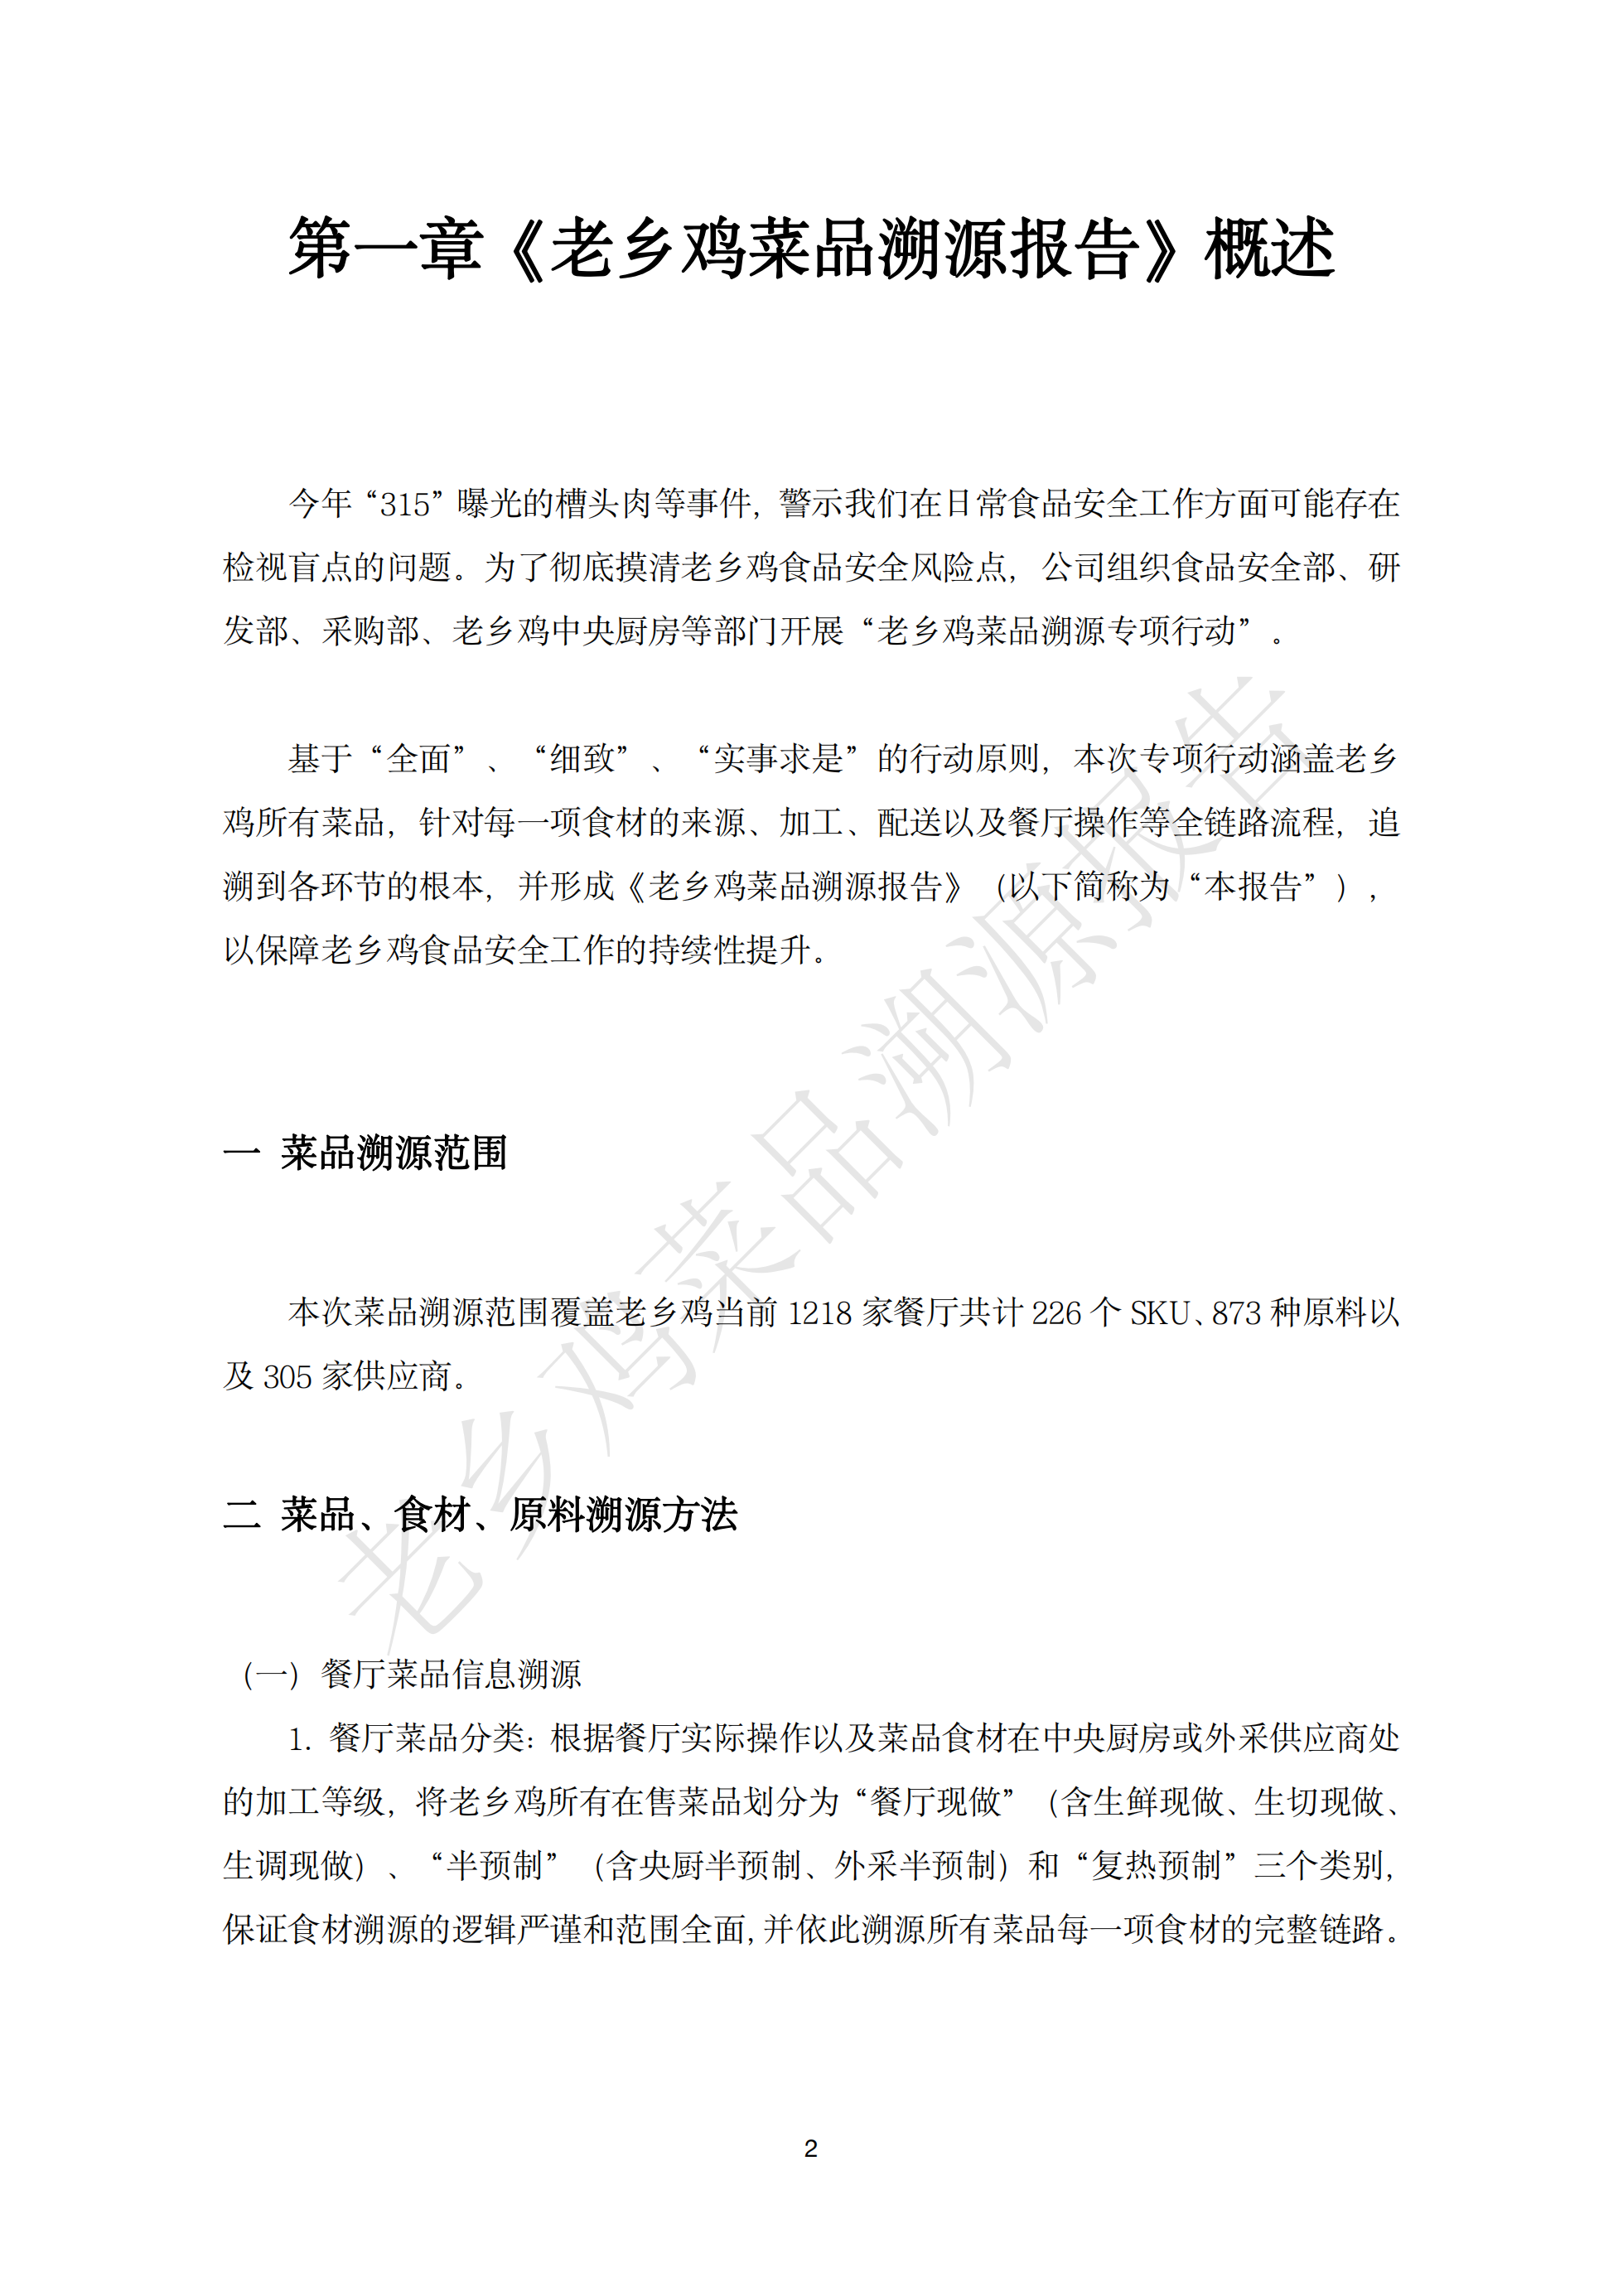 第一章《老乡鸡菜品溯源报告》概述
今年“315”曝光的槽头肉等事件，警示我们在日常食品安全工作方面可能存在
检视盲点的问题。为了彻底摸清老乡鸡食品安全风险点，公司组织食品安全部、研
发部、采购部、老乡鸡中央厨房等部门开展“老乡鸡菜品溯源专项行动”。
基于“全面”、“细致”、“实事求是”的行动原则，本次专项行动涵盖老乡
鸡所有菜品，针对每一项食材的来源、加工、配送以及餐厅操作等全链路流程，追
溯到各环节的根本，并形成《老乡鸡菜品溯源报告》（以下简称为“本报告”），
以保障老乡鸡食品安全工作的持续性提升。
一 菜品溯源范围
本次菜品溯源范围覆盖老乡鸡当前 1218 家餐厅共计 226 个 SKU、873 种原料以
及 305 家供应商。
二 菜品、食材、原料溯源方法
（一）餐厅菜品信息溯源
1. 餐厅菜品分类：根据餐厅实际操作以及菜品食材在中央厨房或外采供应商处
的加工等级，将老乡鸡所有在售菜品划分为“餐厅现做”（含生鲜现做、生切现做、
生调现做）、“半预制”（含央厨半预制、外采半预制）和“复热预制”三个类别，
保证食材溯源的逻辑严谨和范围全面，并依此溯源所有菜品每一项食材的完整链路。
老乡鸡菜品溯源报告
2